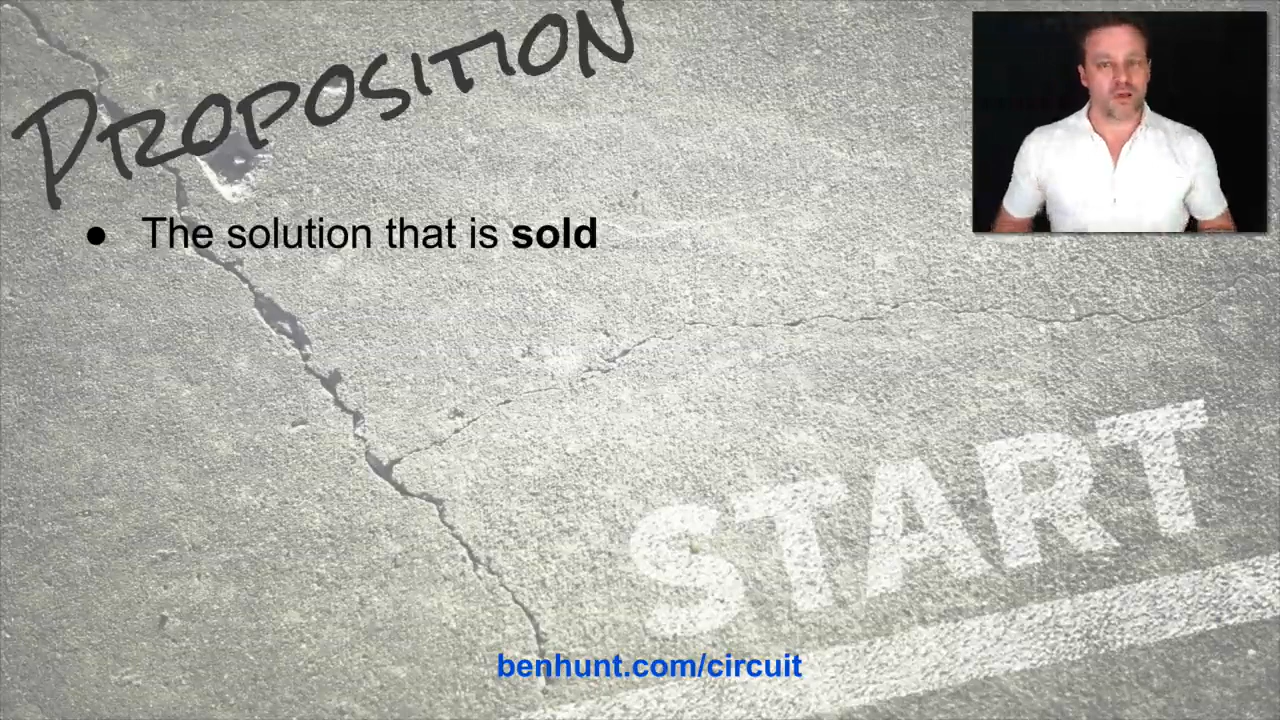 PROPOSITION
● The solution that is sold
START
benhunt.com/circuit